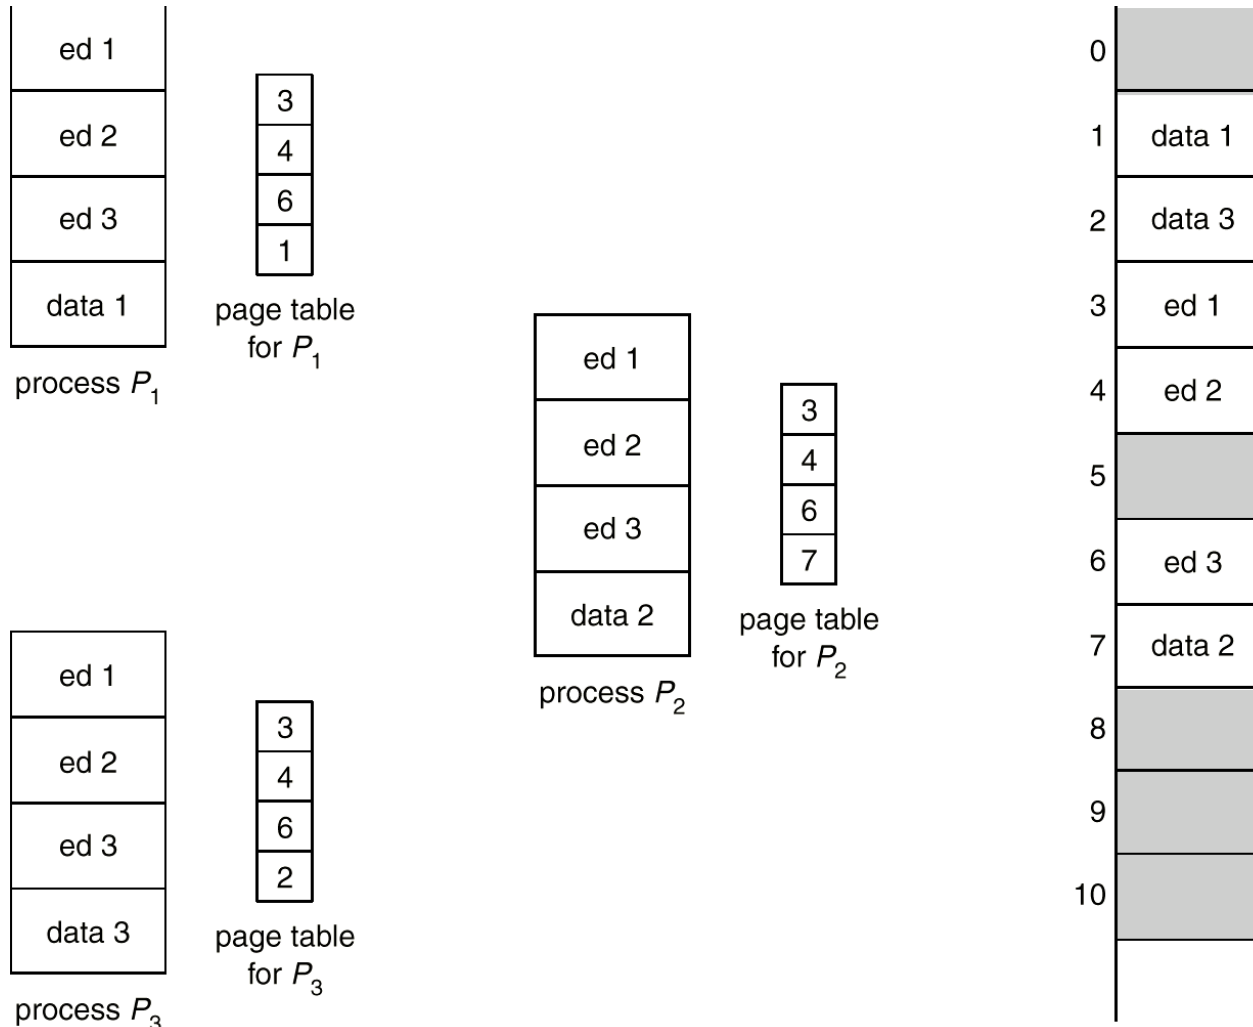 ed 1
ed 2
ed 3
data 1
process P1
3
4
6
1
page table
for P1
ed 1
ed 2
ed 3
data 2
process P2
3
4
6
7
page table
for P2
ed 1
ed 2
ed 3
data 3
process P3
3
4
6
2
page table
for P3
0
1 data 1
2 data 3
3 ed 1
4 ed 2
5
6 ed 3
7 data 2
8
9
10